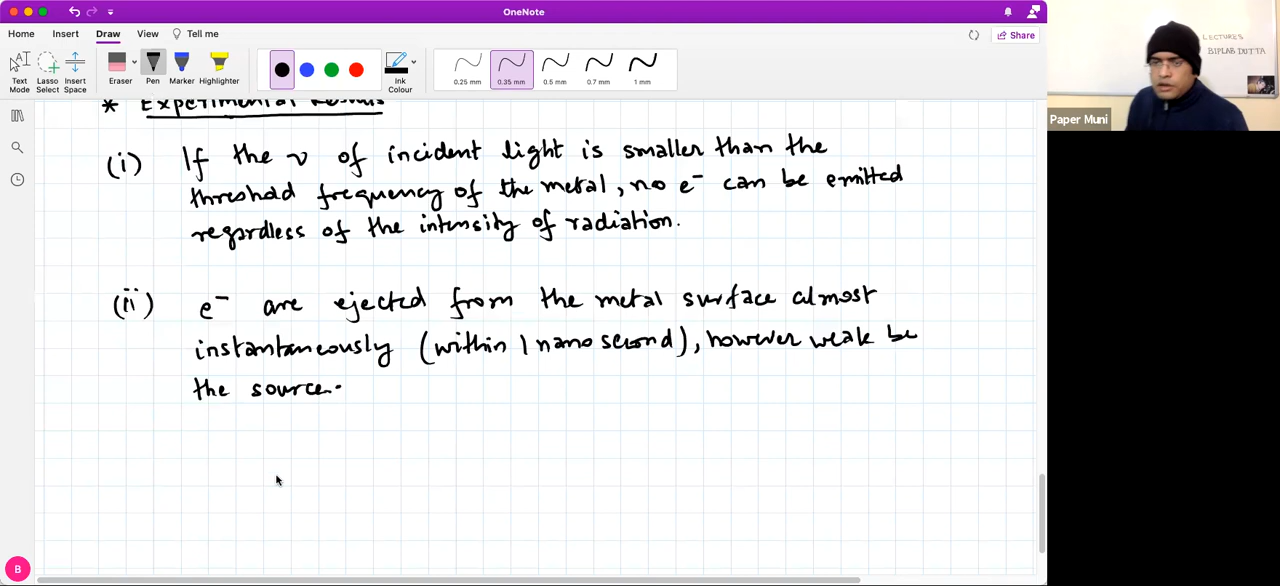 OneNote
Home Insert Draw View Tell me
Share
Text Mode
Lasso Select
Insert Space
Eraser
Pen
Marker
Highlighter
Ink Colour
0.25 mm
0.35 mm
0.5 mm
0.7 mm
1 mm
LECTURES
BIPLAB DUTTA
Paper Muni
* Experimental Results
(i) If the ν of incident light is smaller than the
threshold frequency of the metal, no e⁻ can be emitted
regardless of the intensity of radiation.
(ii) e⁻ are ejected from the metal surface almost
instantaneously (within 1 nano second), however weak be
the source.
B